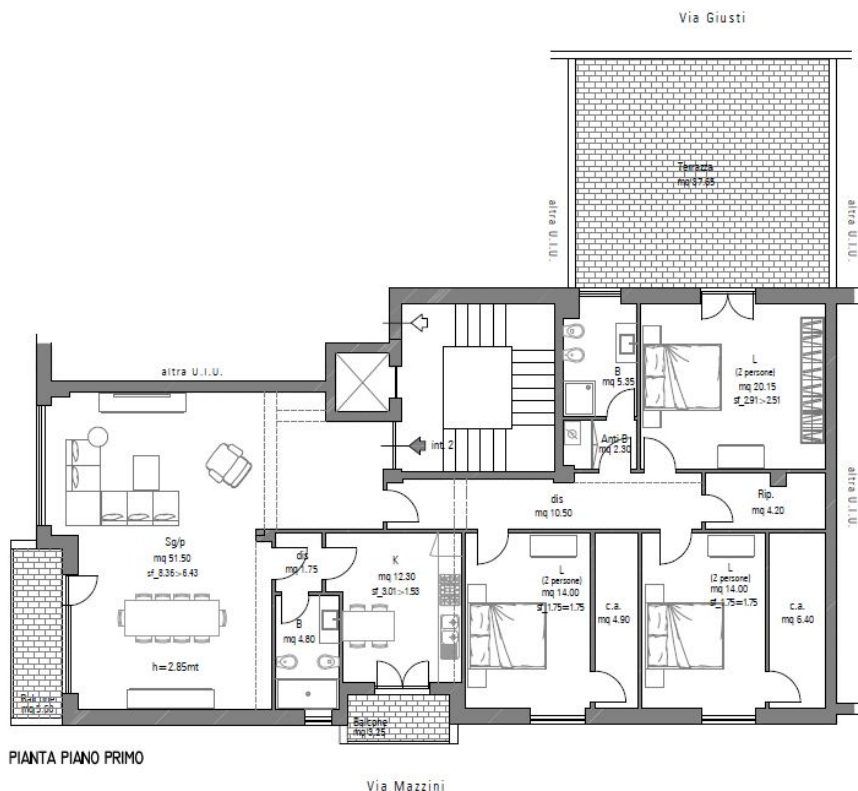 Via Giusti
Terrazza
mq 37.65
altra U.I.U.
altra U.I.U.
altra U.I.U.
B
mq 5.35
L
(2 persone)
mq 20.15
sf_2.91>2.51
int. 2
Anti B
mq 2.30
altra U.I.U.
dis
mq 10.50
Rip.
mq 4.20
Sg/p
mq 51.50
sf_8.36>6.43
dis
mq 1.75
K
mq 12.30
sf_3.01>1.53
L
(2 persone)
mq 14.00
sf_1.75=1.75
c.a.
mq 4.90
L
(2 persone)
mq 14.00
sf_1.75=1.75
c.a.
mq 6.40
B
mq 4.80
h=2.85mt
Balcone
mq 5.60
Balcone
mq 3.25
PIANTA PIANO PRIMO
Via Mazzini